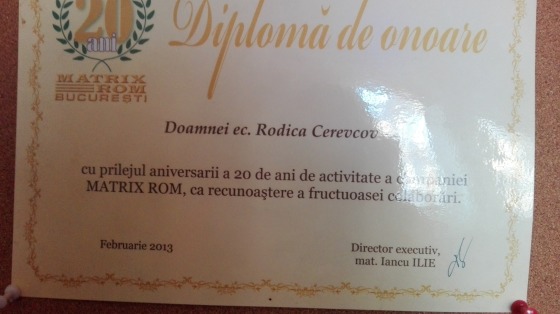 20
ani
MATRIX
ROM
BUCUREȘTI
Diplomă de onoare
Doamnei ec. Rodica Cerevcov
cu prilejul aniversarii a 20 de ani de activitate a companiei
MATRIX ROM, ca recunoaștere a fructuoasei colaborări.
Februarie 2013
Director executiv,
mat. Iancu ILIE